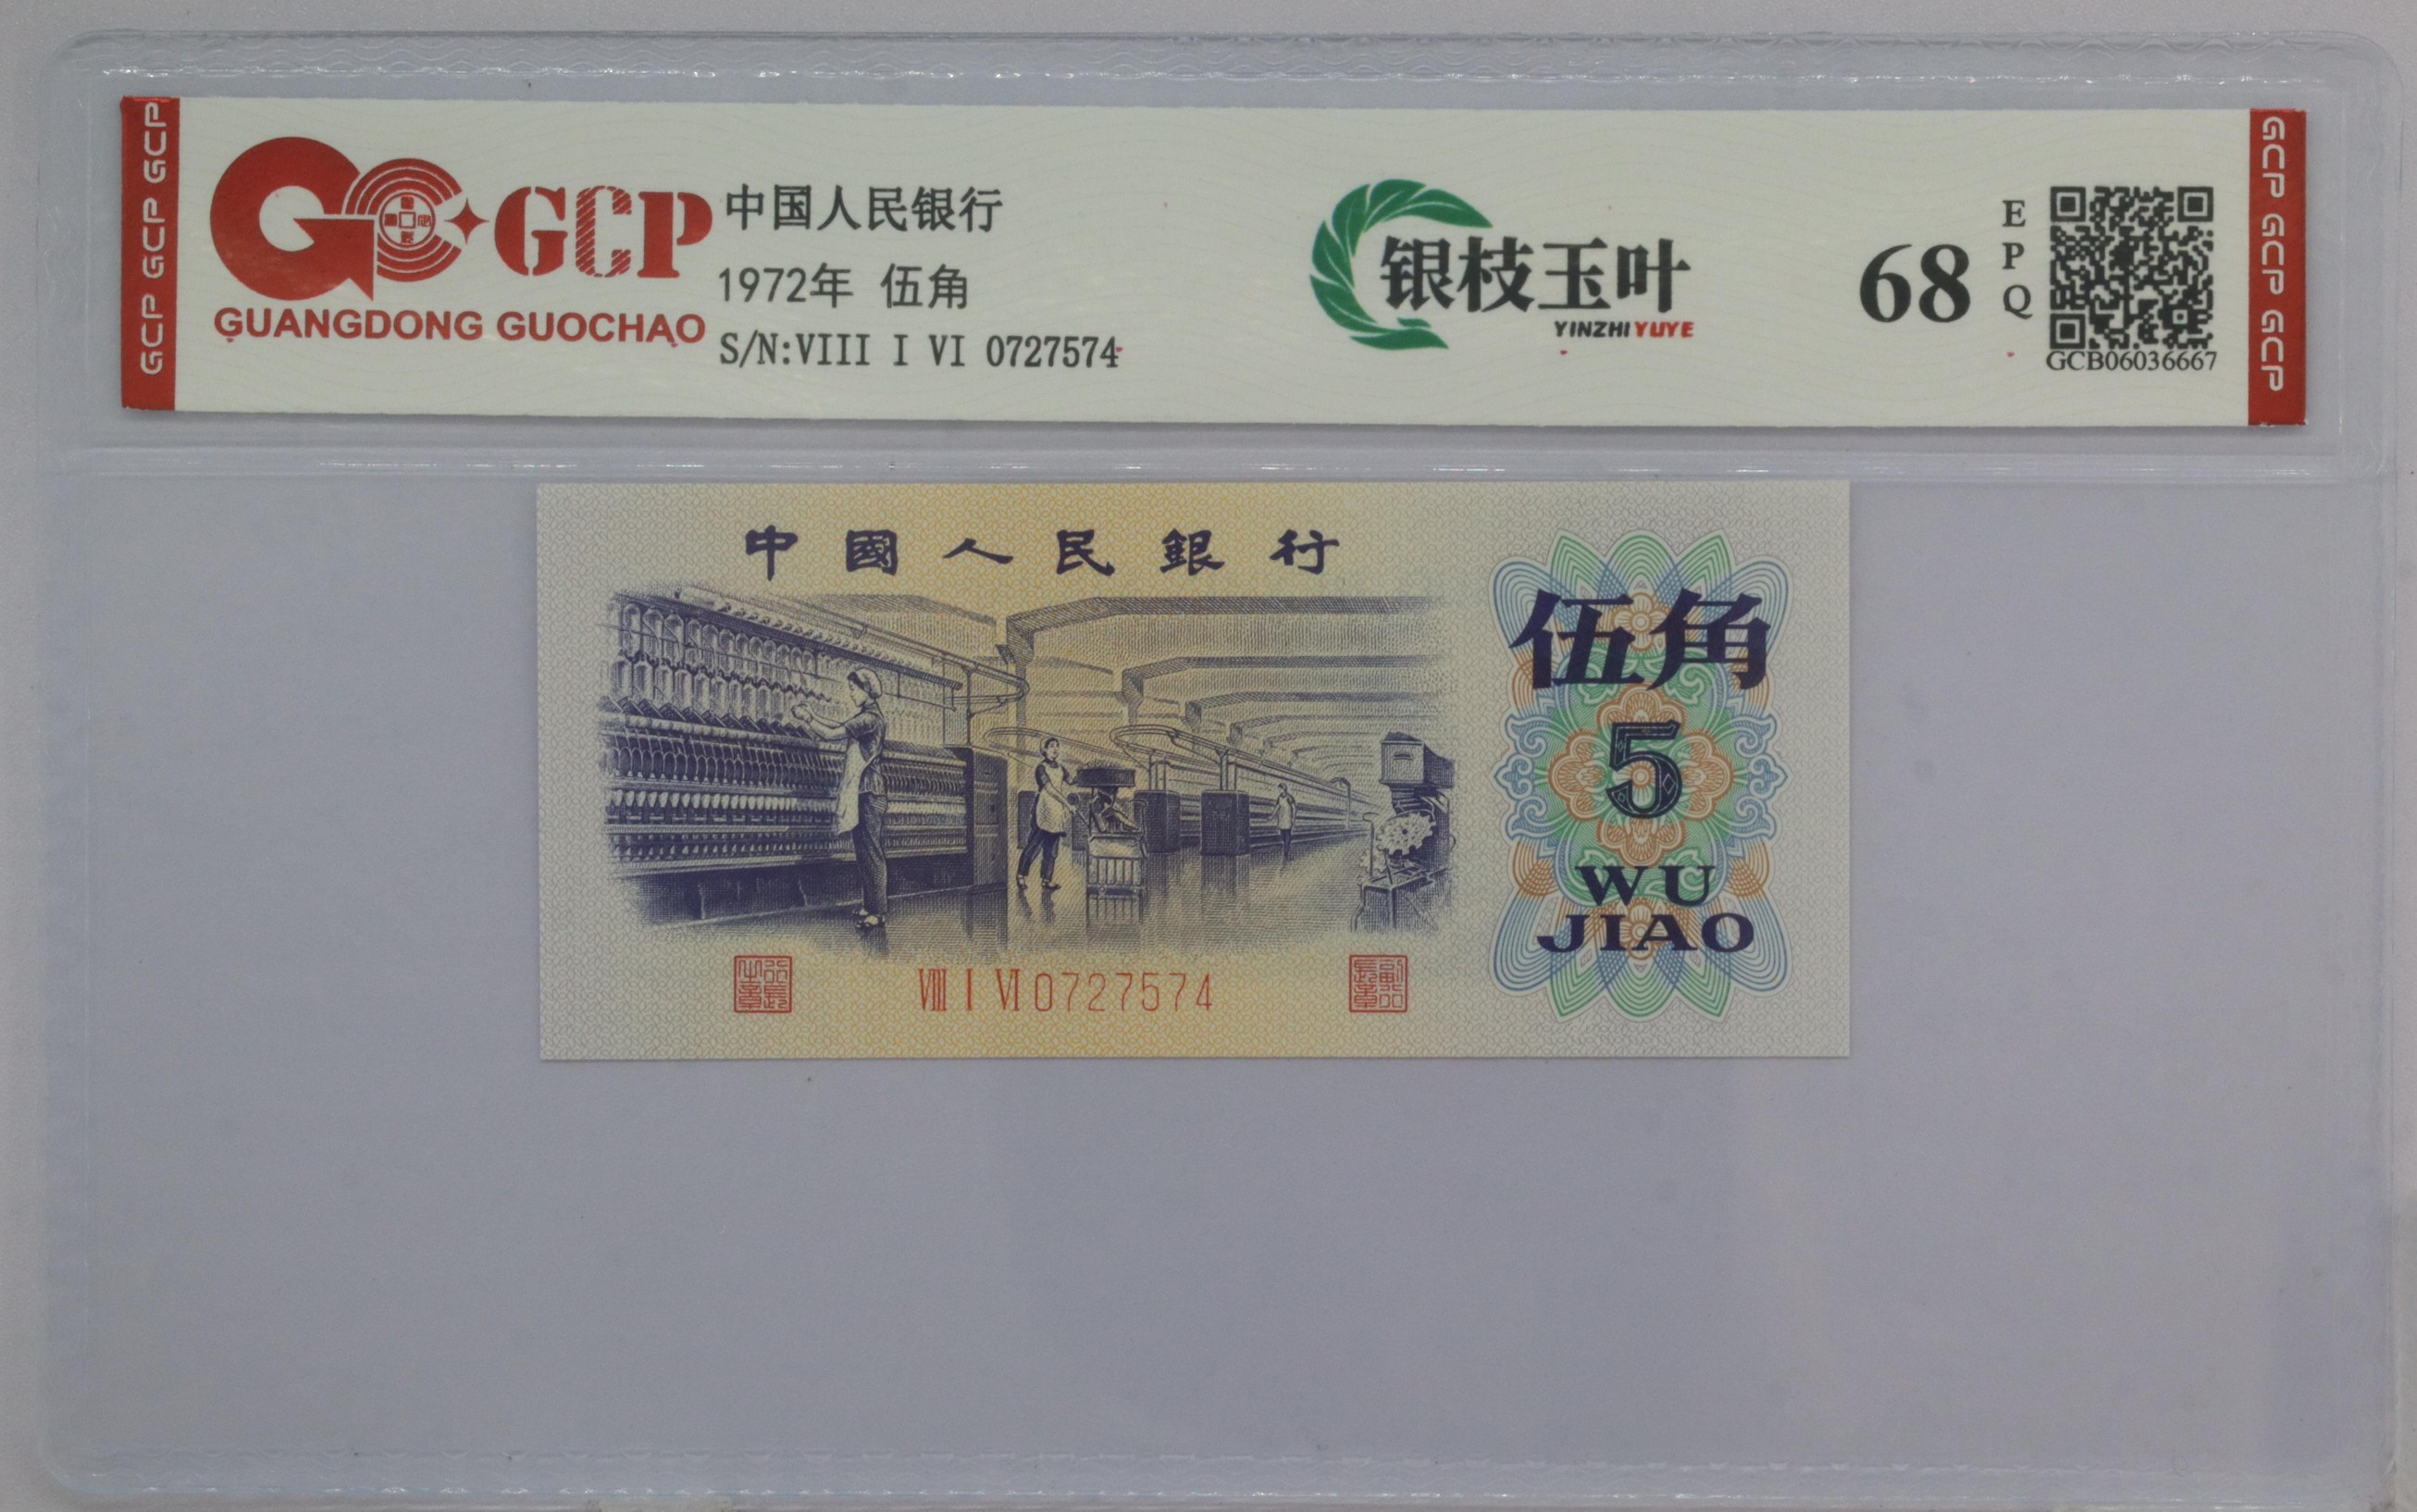 GCP GCP GCP
GCP
GUANGDONG GUOCHAO
中国人民银行
1972年 伍角
S/N:VIII I VI 0727574
银枝玉叶
YINZHIYUYE
68
EPQ
GCB06036667
GCP GCP GCP
中國人民銀行
伍角
5
WU
JIAO
VIII I VI 0727574